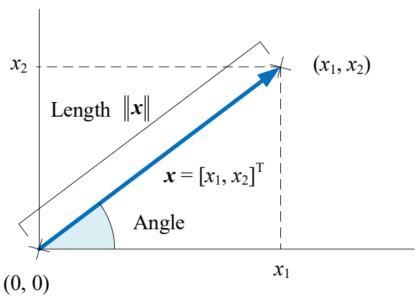 x₂
(x₁, x₂)
Length ‖x‖
x = [x₁, x₂]ᵀ
Angle
(0, 0)
x₁